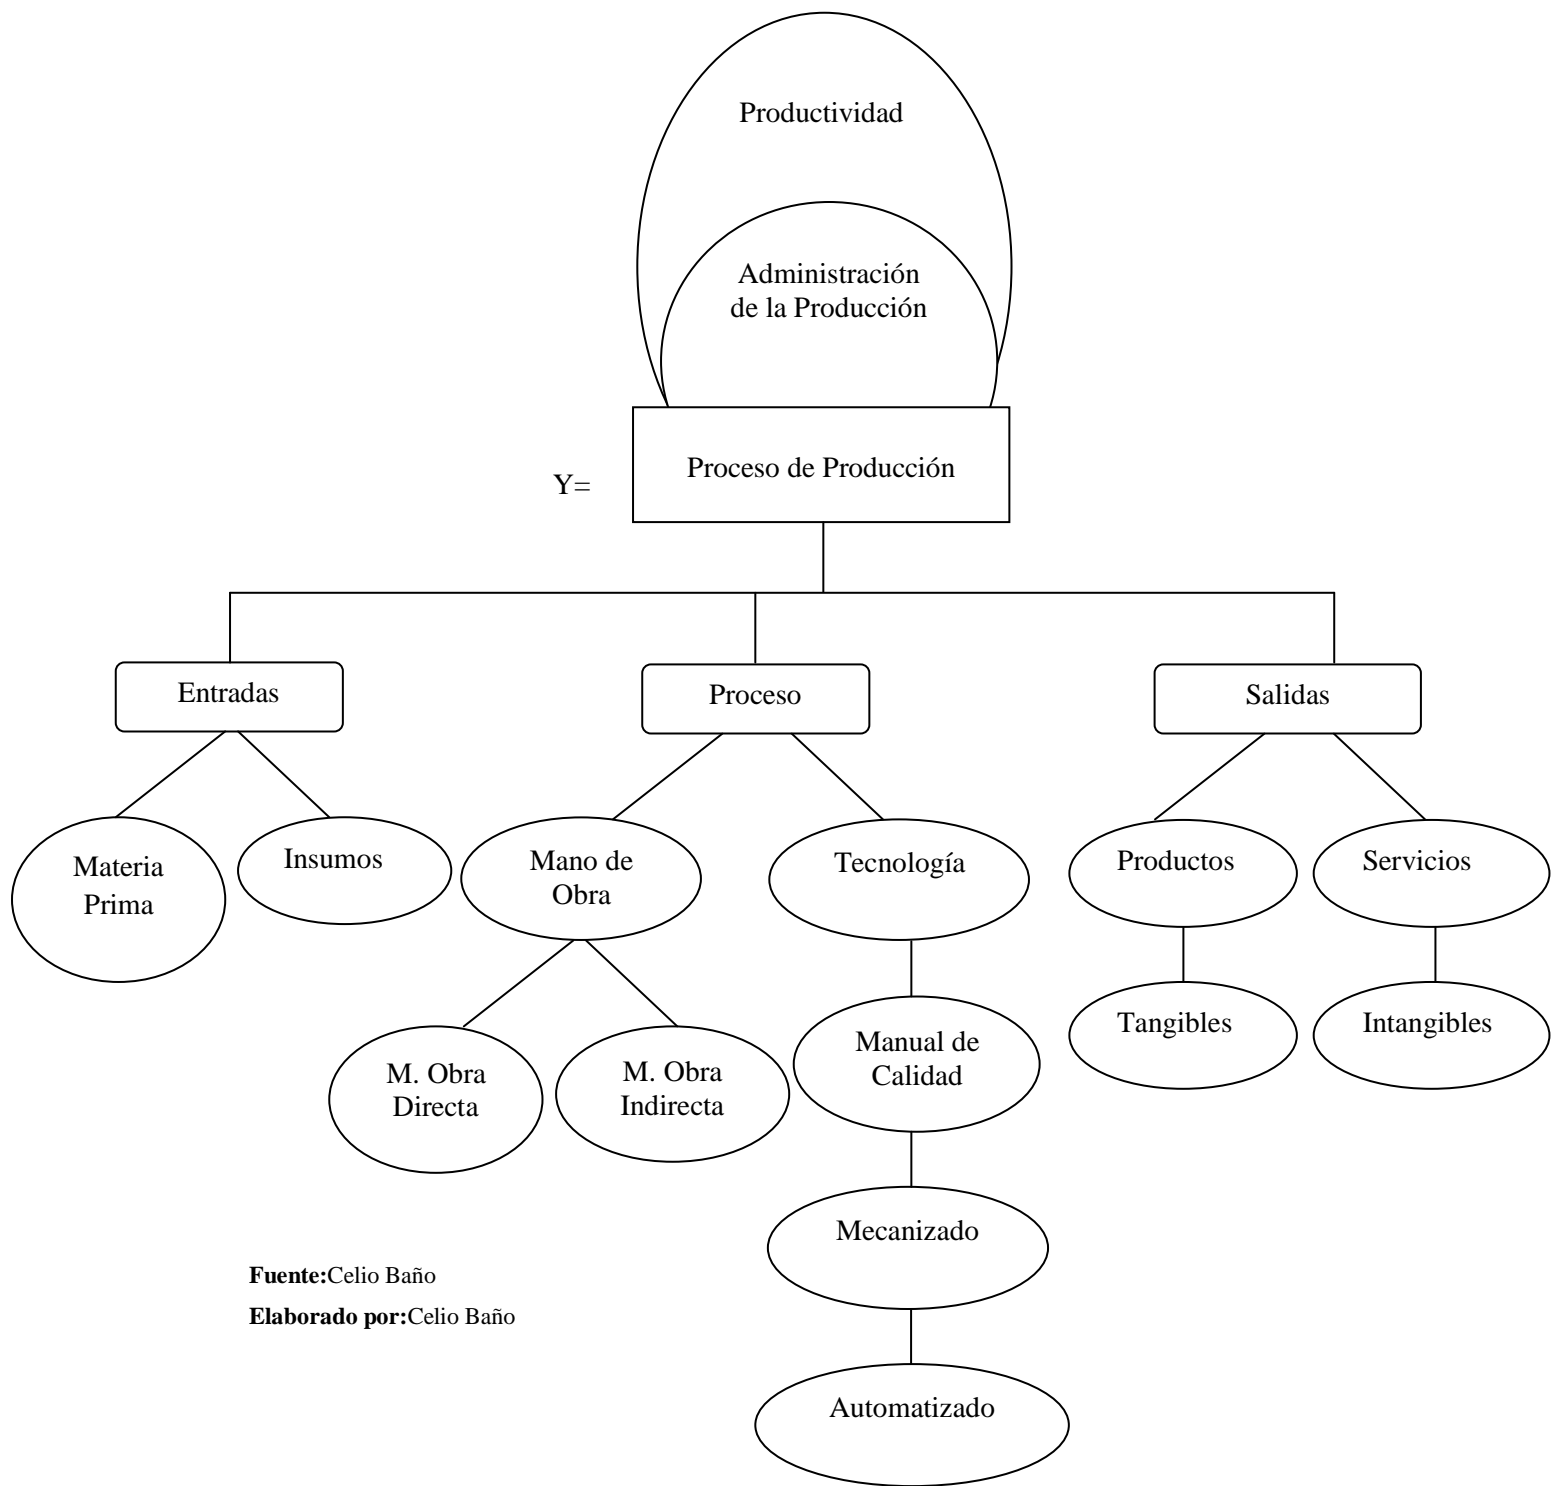 Productividad
Administración
de la Producción
Y=
Proceso de Producción
Entradas
Proceso
Salidas
Materia
Prima
Insumos
Mano de
Obra
Tecnología
Productos
Servicios
M. Obra
Directa
M. Obra
Indirecta
Manual de
Calidad
Tangibles
Intangibles
Mecanizado
Automatizado
Fuente:Celio Baño
Elaborado por:Celio Baño